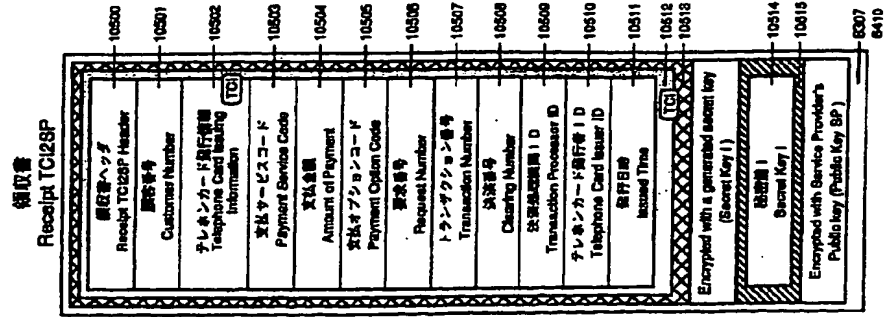 領収書
Receipt TCI2SP
領収書ヘッダ
Receipt TCI2SP Header
10500
顧客番号
Customer Number
10501
テレホンカード発行情報
Telephone Card Issuing
Information
TCI
10502
支払サービスコード
Payment Service Code
10503
支払金額
Amount of Payment
10504
支払オプションコード
Payment Option Code
10505
要求番号
Request Number
10506
トランザクション番号
Transaction Number
10507
決済番号
Clearing Number
10508
決済処理機関ID
Transaction Processor ID
10509
テレホンカード発行者ID
Telephone Card Issuer ID
10510
発行日時
Issued Time
10511
TCI
10512
10513
Encrypted with a generated secret key
(Secret Key I)
秘密鍵 I
Secret Key I
10514
10515
Encrypted with Service Provider's
Public key (Public Key SP)
8307
8410